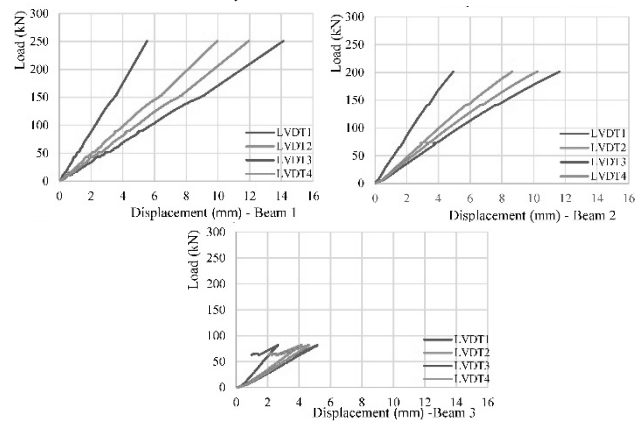 300
250
200
150
100
50
0
Load (kN)
0 2 4 6 8 10 12 14 16
Displacement (mm) - Beam 1
LVDT1
LVDT2
LVDT3
LVDT4
300
250
200
150
100
50
0
Load (kN)
0 2 4 6 8 10 12 14 16
Displacement (mm) - Beam 2
LVDT1
LVDT2
LVDT3
LVDT4
300
250
200
150
100
50
0
Load (kN)
0 2 4 6 8 10 12 14 16
Displacement (mm) -Beam 3
LVDT1
LVDT2
LVDT3
LVDT4